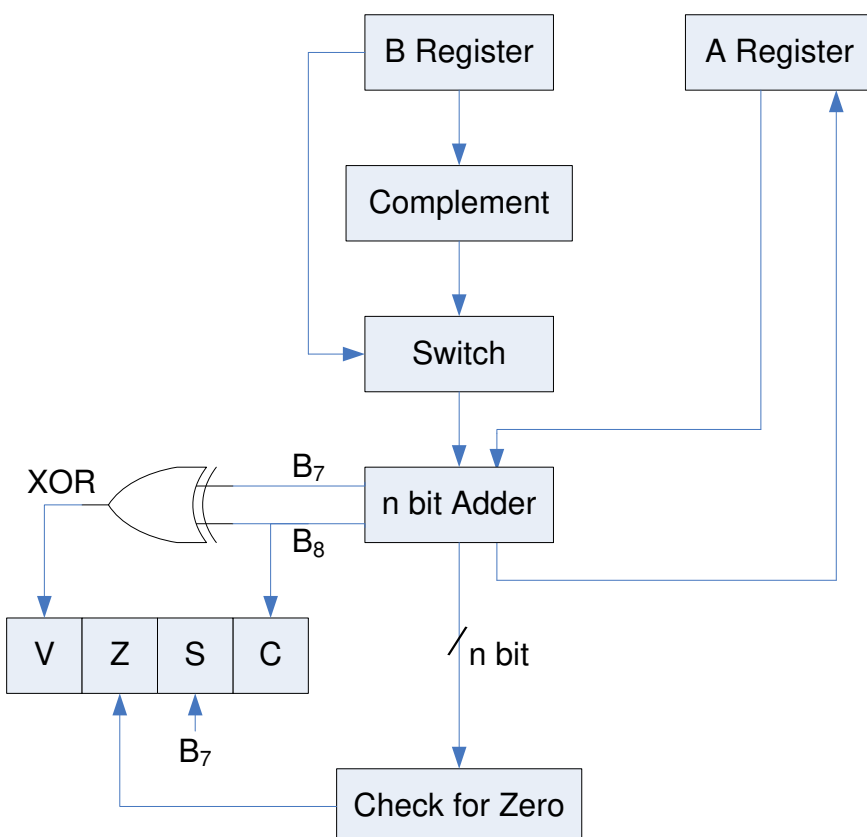 B Register
A Register
Complement
Switch
XOR
B₇
n bit Adder
B₈
V Z S C
n bit
B₇
Check for Zero